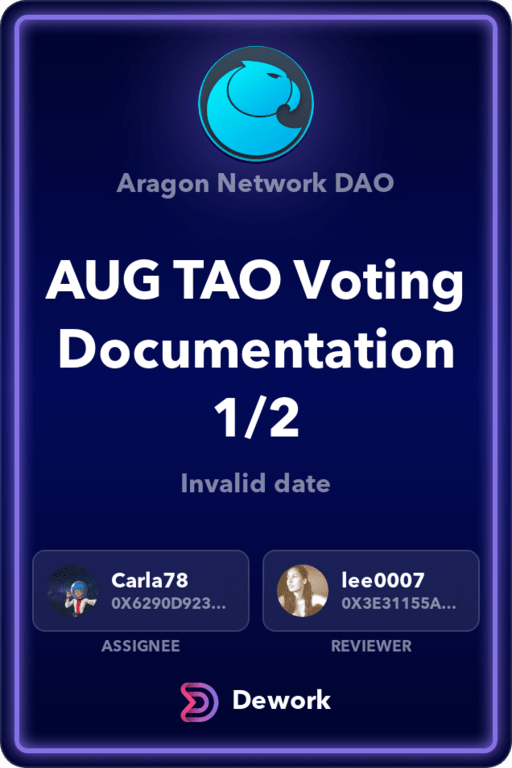 Aragon Network DAO
AUG TAO Voting
Documentation
1/2
Invalid date
Carla78
0X6290D923...
ASSIGNEE
lee0007
0X3E31155A...
REVIEWER
Dework